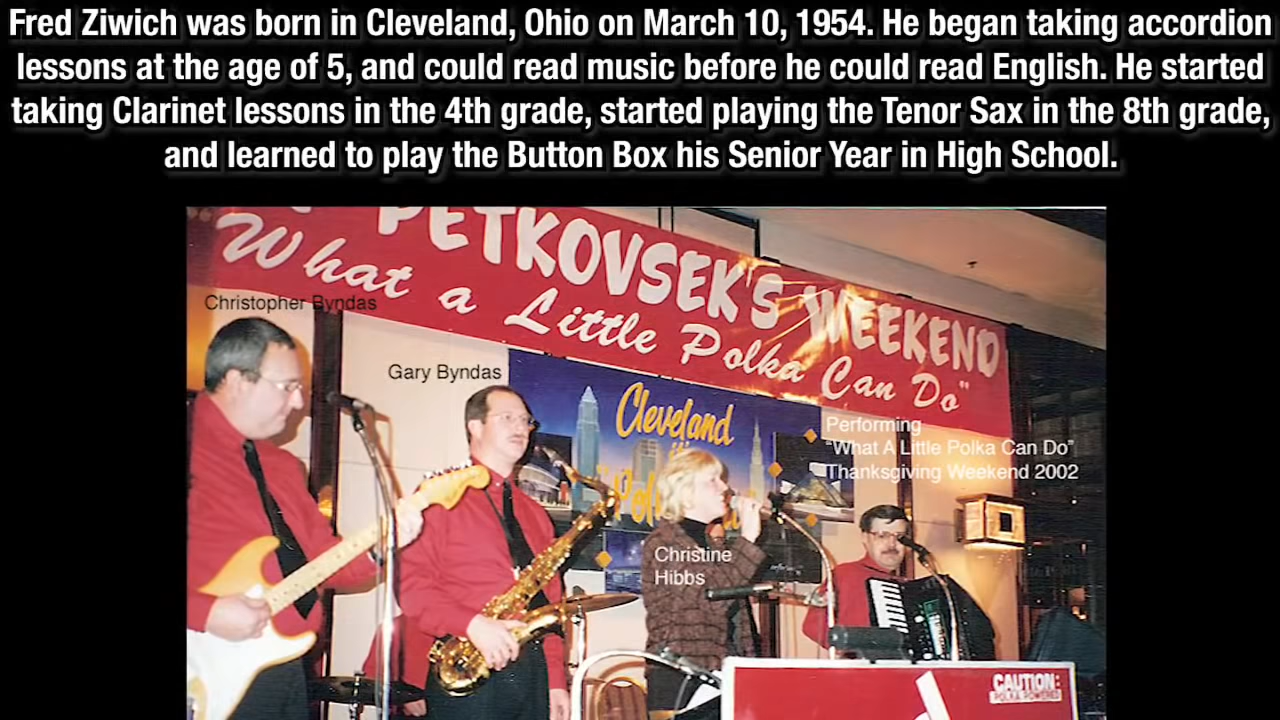 Fred Ziwich was born in Cleveland, Ohio on March 10, 1954. He began taking accordion
lessons at the age of 5, and could read music before he could read English. He started
taking Clarinet lessons in the 4th grade, started playing the Tenor Sax in the 8th grade,
and learned to play the Button Box his Senior Year in High School.
PETKOVSEK'S WEEKEND
"What a Little Polka Can Do"
Christopher Byndas
Gary Byndas
Cleveland
Performing
"What A Little Polka Can Do"
Thanksgiving Weekend 2002
Christine
Hibbs
CAUTION:
POLKA POWERED